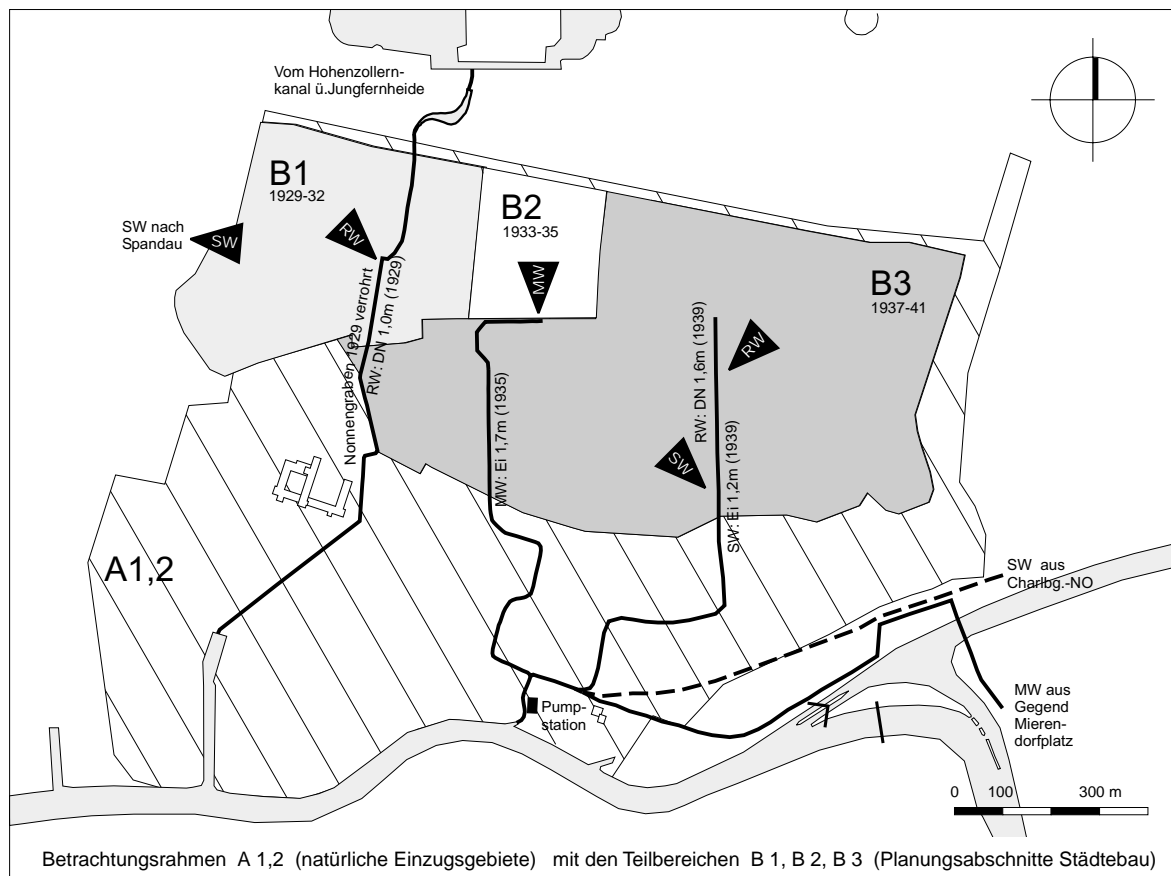 Vom Hohenzollern-
kanal ü.Jungfernheide
B1
1929-32
B2
1933-35
SW nach
Spandau
SW
RW
MW
B3
1937-41
RW
SW
Nonnengraben 1929 verrohrt
RW: DN 1,0m (1929)
MW: Ei 1,7m (1935)
RW: DN 1,6m (1939)
SW: Ei 1,2m (1939)
A1,2
SW aus
Charlbg.-NO
MW aus
Gegend
Mieren-
dorfplatz
Pump-
station
0 100 300 m
Betrachtungsrahmen A 1,2 (natürliche Einzugsgebiete) mit den Teilbereichen B 1, B 2, B 3 (Planungsabschnitte Städtebau)